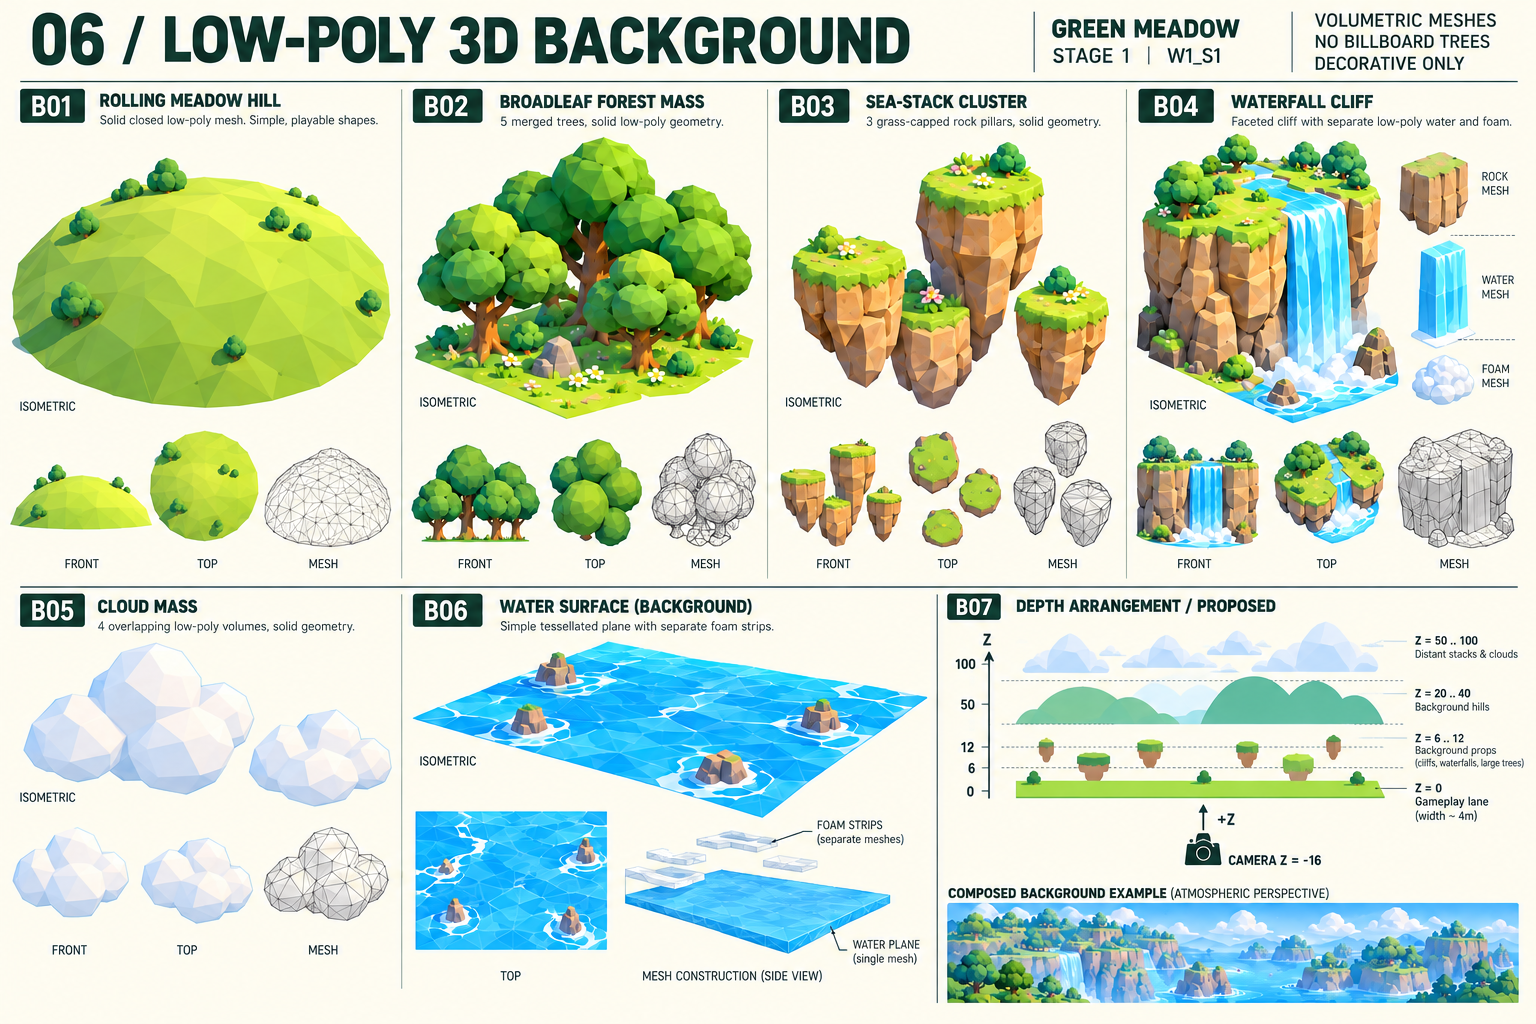 06 / LOW-POLY 3D BACKGROUND
GREEN MEADOW
STAGE 1 | W1_S1
VOLUMETRIC MESHES
NO BILLBOARD TREES
DECORATIVE ONLY
B01
ROLLING MEADOW HILL
Solid closed low-poly mesh. Simple, playable shapes.
ISOMETRIC
FRONT
TOP
MESH
B02
BROADLEAF FOREST MASS
5 merged trees, solid low-poly geometry.
ISOMETRIC
FRONT
TOP
MESH
B03
SEA-STACK CLUSTER
3 grass-capped rock pillars, solid geometry.
ISOMETRIC
FRONT
TOP
MESH
B04
WATERFALL CLIFF
Faceted cliff with separate low-poly water and foam.
ROCK
MESH
WATER
MESH
FOAM
MESH
ISOMETRIC
FRONT
TOP
MESH
B05
CLOUD MASS
4 overlapping low-poly volumes, solid geometry.
ISOMETRIC
FRONT
TOP
MESH
B06
WATER SURFACE (BACKGROUND)
Simple tessellated plane with separate foam strips.
ISOMETRIC
TOP
FOAM STRIPS
(separate meshes)
WATER PLANE
(single mesh)
MESH CONSTRUCTION (SIDE VIEW)
B07
DEPTH ARRANGEMENT / PROPOSED
Z
100
50
12
6
0
Z = 50 .. 100
Distant stacks & clouds
Z = 20 .. 40
Background hills
Z = 6 .. 12
Background props
(cliffs, waterfalls, large trees)
Z = 0
Gameplay lane
(width ~ 4m)
+Z
CAMERA Z = -16
COMPOSED BACKGROUND EXAMPLE (ATMOSPHERIC PERSPECTIVE)